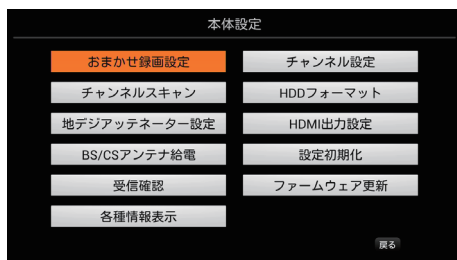 本体設定
おまかせ録画設定
チャンネル設定
チャンネルスキャン
HDDフォーマット
地デジアッテネーター設定
HDMI出力設定
BS/CSアンテナ給電
設定初期化
受信確認
ファームウェア更新
各種情報表示
戻る